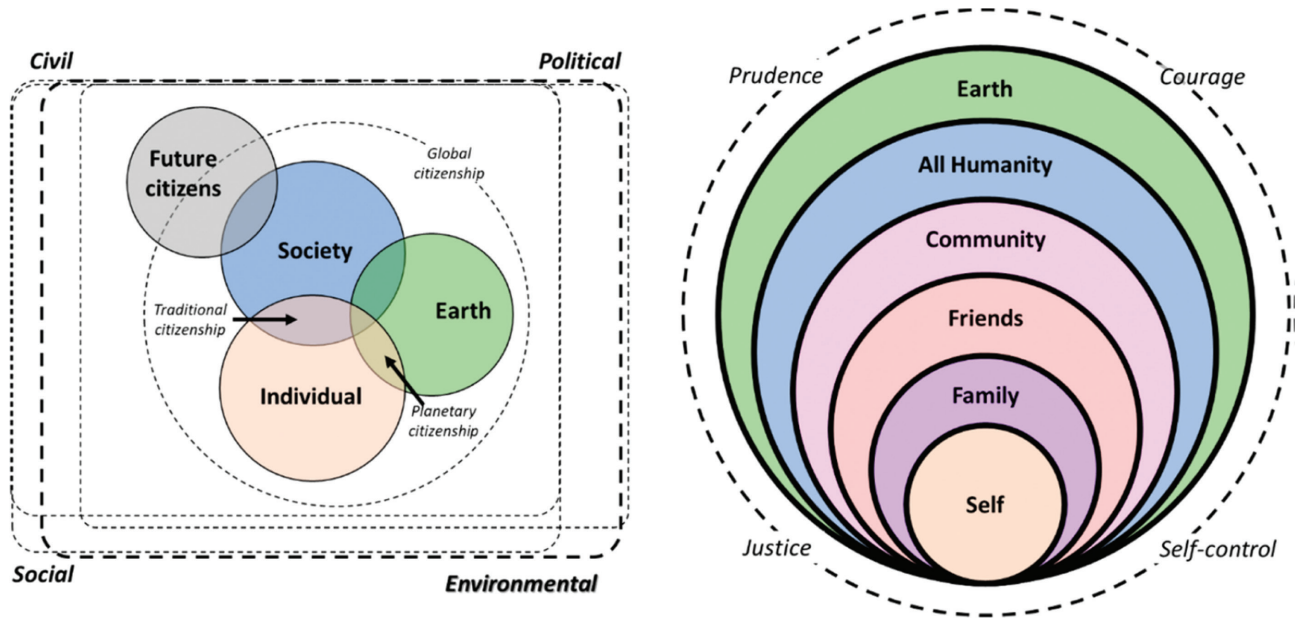 Civil
Political
Future
citizens
Global
citizenship
Society
Traditional
citizenship
Earth
Individual
Planetary
citizenship
Social
Environmental
Prudence
Courage
Earth
All Humanity
Community
Friends
Family
Self
Justice
Self-control